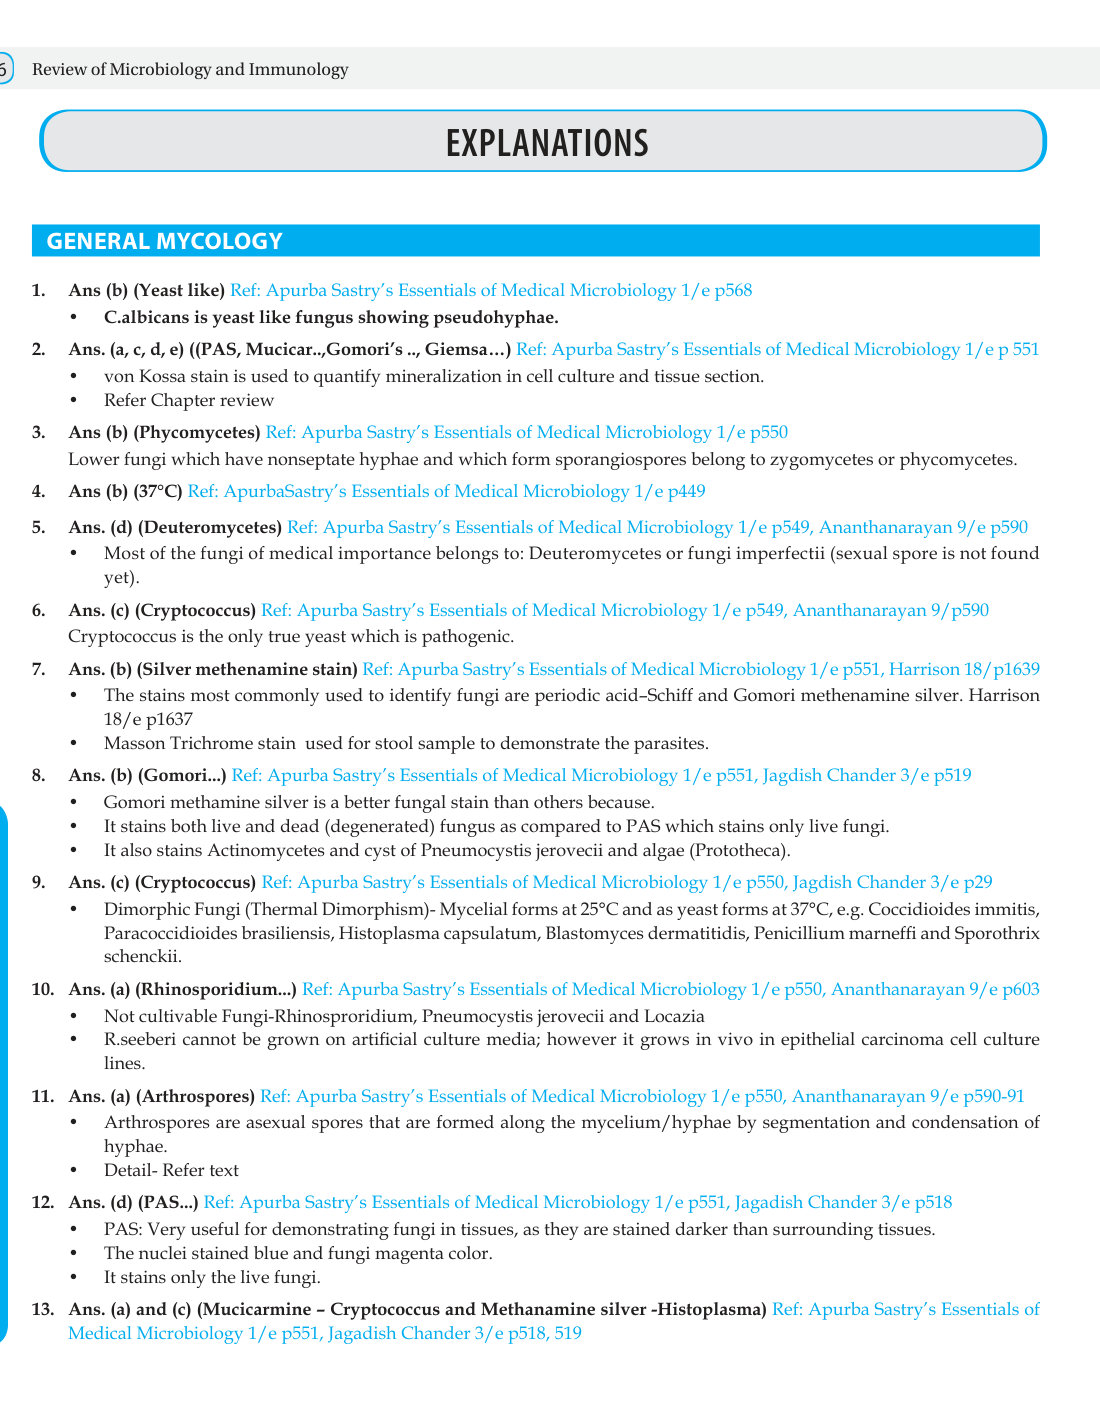 6 Review of Microbiology and Immunology
EXPLANATIONS
GENERAL MYCOLOGY
1. Ans (b) (Yeast like) Ref: Apurba Sastry's Essentials of Medical Microbiology 1/e p568
• C.albicans is yeast like fungus showing pseudohyphae.
2. Ans. (a, c, d, e) ((PAS, Mucicar..,Gomori's .., Giemsa…) Ref: Apurba Sastry's Essentials of Medical Microbiology 1/e p 551
• von Kossa stain is used to quantify mineralization in cell culture and tissue section.
• Refer Chapter review
3. Ans (b) (Phycomycetes) Ref: Apurba Sastry's Essentials of Medical Microbiology 1/e p550
Lower fungi which have nonseptate hyphae and which form sporangiospores belong to zygomycetes or phycomycetes.
4. Ans (b) (37°C) Ref: ApurbaSastry's Essentials of Medical Microbiology 1/e p449
5. Ans. (d) (Deuteromycetes) Ref: Apurba Sastry's Essentials of Medical Microbiology 1/e p549, Ananthanarayan 9/e p590
• Most of the fungi of medical importance belongs to: Deuteromycetes or fungi imperfectii (sexual spore is not found
yet).
6. Ans. (c) (Cryptococcus) Ref: Apurba Sastry's Essentials of Medical Microbiology 1/e p549, Ananthanarayan 9/p590
Cryptococcus is the only true yeast which is pathogenic.
7. Ans. (b) (Silver methenamine stain) Ref: Apurba Sastry's Essentials of Medical Microbiology 1/e p551, Harrison 18/p1639
• The stains most commonly used to identify fungi are periodic acid–Schiff and Gomori methenamine silver. Harrison
18/e p1637
• Masson Trichrome stain used for stool sample to demonstrate the parasites.
8. Ans. (b) (Gomori...) Ref: Apurba Sastry's Essentials of Medical Microbiology 1/e p551, Jagdish Chander 3/e p519
• Gomori methamine silver is a better fungal stain than others because.
• It stains both live and dead (degenerated) fungus as compared to PAS which stains only live fungi.
• It also stains Actinomycetes and cyst of Pneumocystis jerovecii and algae (Prototheca).
9. Ans. (c) (Cryptococcus) Ref: Apurba Sastry's Essentials of Medical Microbiology 1/e p550, Jagdish Chander 3/e p29
• Dimorphic Fungi (Thermal Dimorphism)- Mycelial forms at 25°C and as yeast forms at 37°C, e.g. Coccidioides immitis,
Paracoccidioides brasiliensis, Histoplasma capsulatum, Blastomyces dermatitidis, Penicillium marneffi and Sporothrix
schenckii.
10. Ans. (a) (Rhinosporidium...) Ref: Apurba Sastry's Essentials of Medical Microbiology 1/e p550, Ananthanarayan 9/e p603
• Not cultivable Fungi-Rhinosproridium, Pneumocystis jerovecii and Locazia
• R.seeberi cannot be grown on artificial culture media; however it grows in vivo in epithelial carcinoma cell culture
lines.
11. Ans. (a) (Arthrospores) Ref: Apurba Sastry's Essentials of Medical Microbiology 1/e p550, Ananthanarayan 9/e p590-91
• Arthrospores are asexual spores that are formed along the mycelium/hyphae by segmentation and condensation of
hyphae.
• Detail- Refer text
12. Ans. (d) (PAS...) Ref: Apurba Sastry's Essentials of Medical Microbiology 1/e p551, Jagadish Chander 3/e p518
• PAS: Very useful for demonstrating fungi in tissues, as they are stained darker than surrounding tissues.
• The nuclei stained blue and fungi magenta color.
• It stains only the live fungi.
13. Ans. (a) and (c) (Mucicarmine – Cryptococcus and Methanamine silver -Histoplasma) Ref: Apurba Sastry's Essentials of
Medical Microbiology 1/e p551, Jagadish Chander 3/e p518, 519